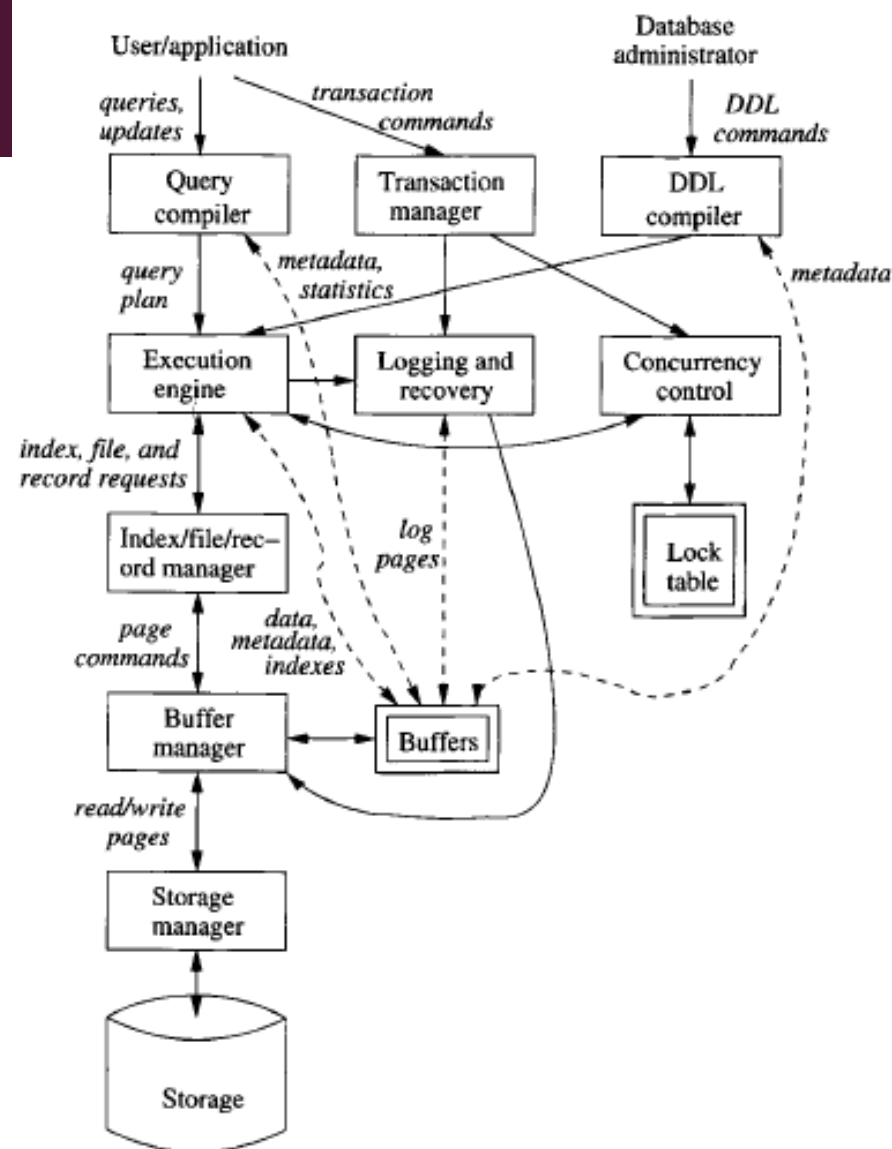 User/application
Database
administrator
queries,
updates
transaction
commands
DDL
commands
Query
compiler
Transaction
manager
DDL
compiler
query
plan
metadata,
statistics
metadata
Execution
engine
Logging and
recovery
Concurrency
control
index, file, and
record requests
Index/file/rec-
ord manager
log
pages
Lock
table
page
commands
data,
metadata,
indexes
Buffer
manager
Buffers
read/write
pages
Storage
manager
Storage